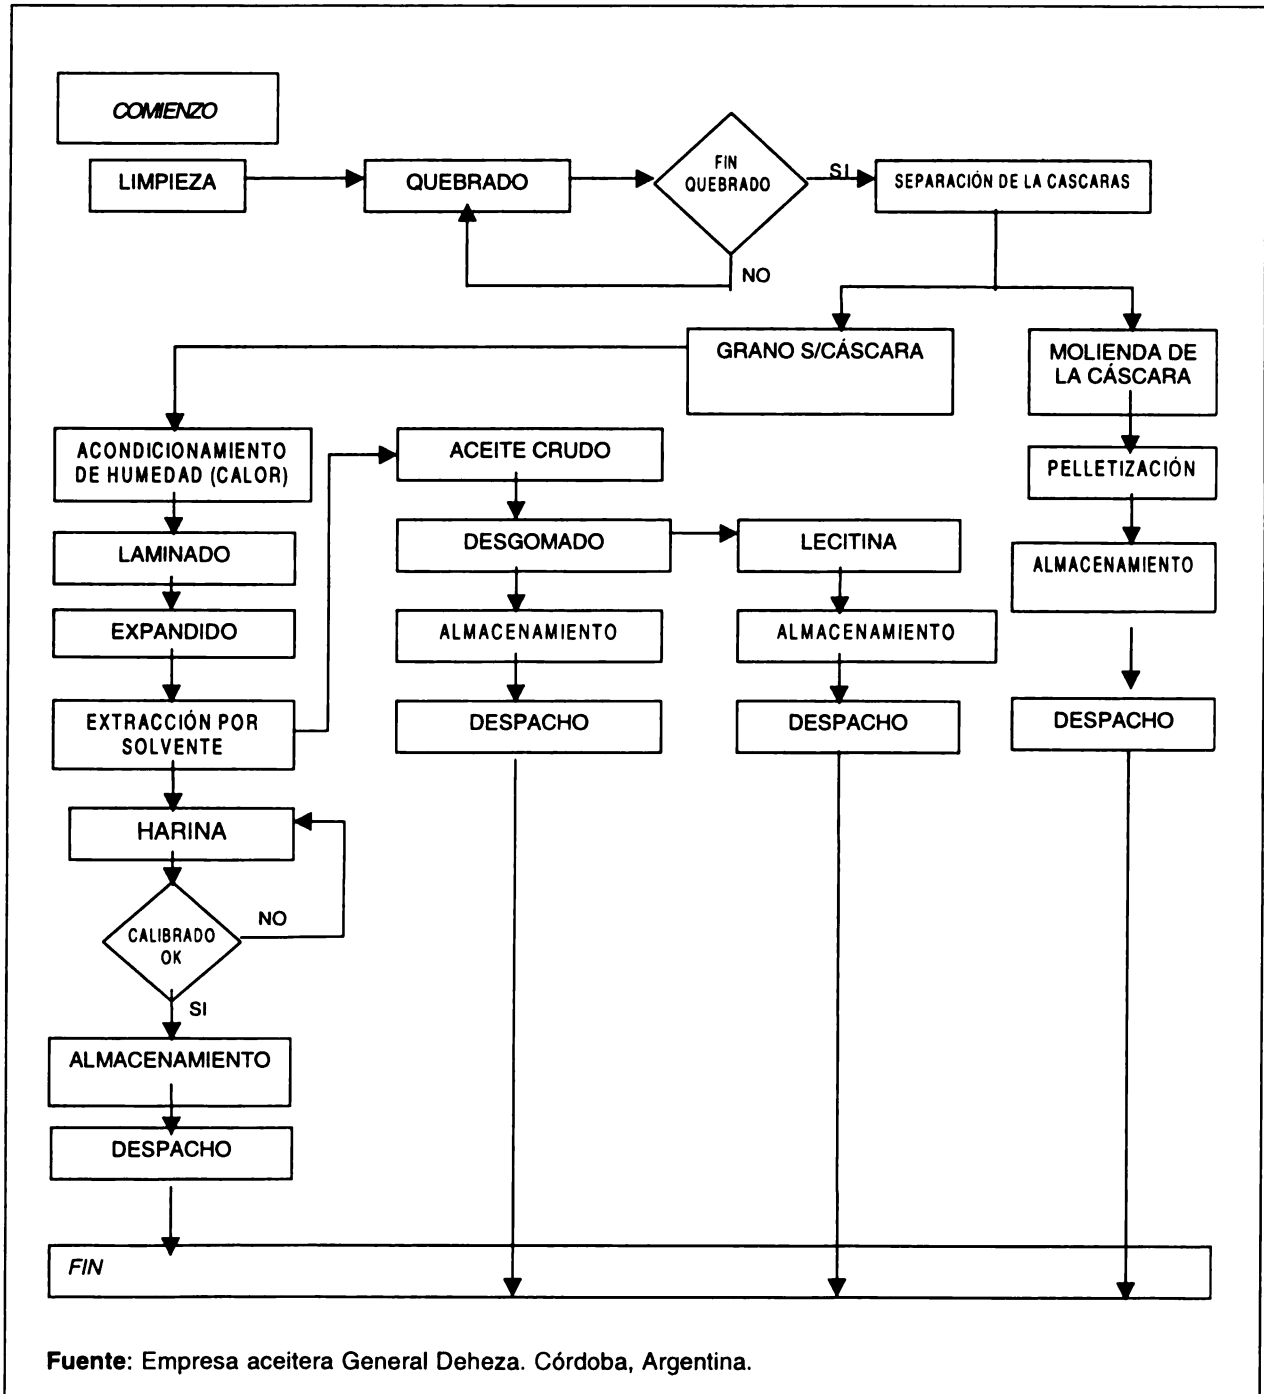 COMIENZO
LIMPIEZA
QUEBRADO
FIN
QUEBRADO
SI
SEPARACIÓN DE LA CASCARAS
NO
GRANO S/CÁSCARA
MOLIENDA DE
LA CÁSCARA
ACONDICIONAMIENTO
DE HUMEDAD (CALOR)
ACEITE CRUDO
PELLETIZACIÓN
LAMINADO
DESGOMADO
LECITINA
ALMACENAMIENTO
EXPANDIDO
ALMACENAMIENTO
ALMACENAMIENTO
EXTRACCIÓN POR
SOLVENTE
DESPACHO
DESPACHO
DESPACHO
HARINA
NO
CALIBRADO
OK
SI
ALMACENAMIENTO
DESPACHO
FIN
Fuente: Empresa aceitera General Deheza. Córdoba, Argentina.